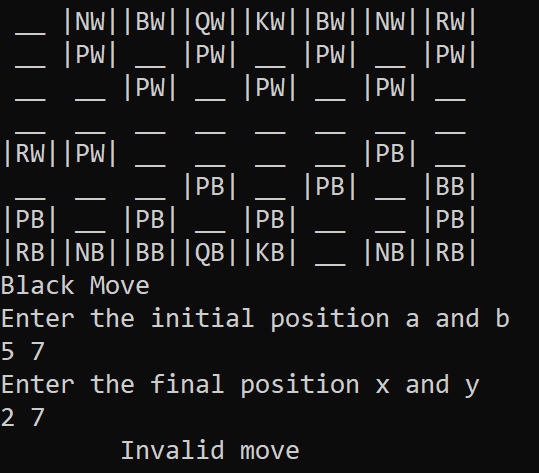 __ |NW||BW||QW||KW||BW||NW||RW|
__ |PW| __ |PW| __ |PW| __ |PW|
__  __ |PW| __ |PW| __ |PW| __
__  __  __  __  __  __  __  __
|RW||PW| __  __  __  __ |PB| __
__  __  __ |PB| __ |PB| __ |BB|
|PB| __ |PB| __ |PB| __  __ |PB|
|RB||NB||BB||QB||KB| __ |NB||RB|
Black Move
Enter the initial position a and b
5 7
Enter the final position x and y
2 7
Invalid move